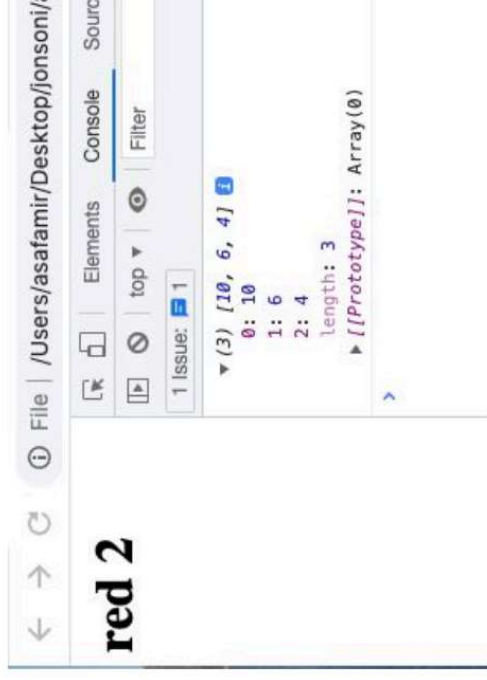 File | /Users/asafamir/Desktop/jonsoni/
Elements Console Sourc
top Filter
1 Issue: 1
red 2
(3) [10, 6, 4] i
0: 10
1: 6
2: 4
length: 3
[[Prototype]]: Array(0)